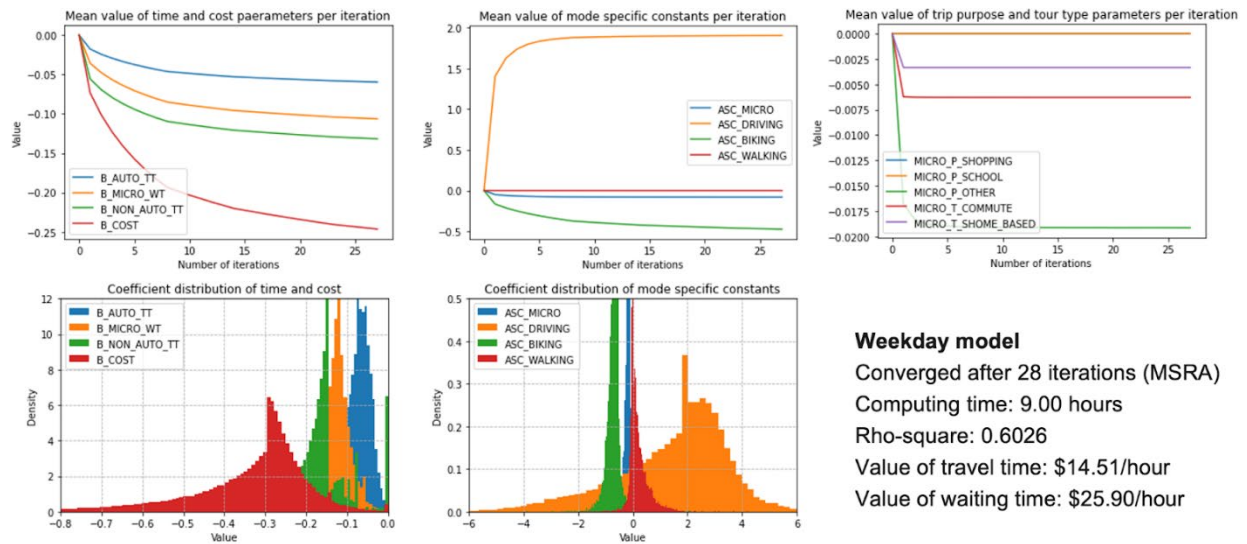 Mean value of time and cost paerameters per iteration
0.00
−0.05
−0.10
−0.15
−0.20
−0.25
Value
B_AUTO_TT
B_MICRO_WT
B_NON_AUTO_TT
B_COST
0 5 10 15 20 25
Number of iterations
Mean value of mode specific constants per iteration
2.0
1.5
1.0
0.5
0.0
−0.5
Value
ASC_MICRO
ASC_DRIVING
ASC_BIKING
ASC_WALKING
0 5 10 15 20 25
Number of iterations
Mean value of trip purpose and tour type parameters per iteration
0.0000
−0.0025
−0.0050
−0.0075
−0.0100
−0.0125
−0.0150
−0.0175
−0.0200
Value
MICRO_P_SHOPPING
MICRO_P_SCHOOL
MICRO_P_OTHER
MICRO_T_COMMUTE
MICRO_T_SHOME_BASED
0 5 10 15 20 25
Number of iterations
Coefficient distribution of time and cost
12
10
8
6
4
2
0
Density
B_AUTO_TT
B_MICRO_WT
B_NON_AUTO_TT
B_COST
−0.8 −0.7 −0.6 −0.5 −0.4 −0.3 −0.2 −0.1 0.0
Value
Coefficient distribution of mode specific constants
0.5
0.4
0.3
0.2
0.1
0.0
Density
ASC_MICRO
ASC_DRIVING
ASC_BIKING
ASC_WALKING
−6 −4 −2 0 2 4 6
Value
Weekday model
Converged after 28 iterations (MSRA)
Computing time: 9.00 hours
Rho-square: 0.6026
Value of travel time: $14.51/hour
Value of waiting time: $25.90/hour